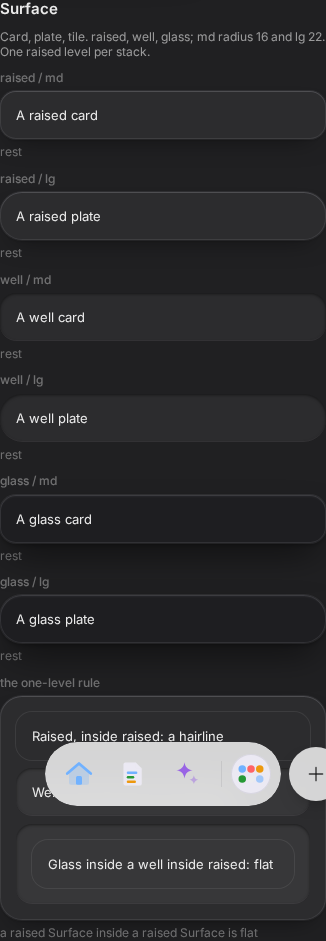 Surface
Card, plate, tile. raised, well, glass; md radius 16 and lg 22.
One raised level per stack.
raised / md
A raised card
rest
raised / lg
A raised plate
rest
well / md
A well card
rest
well / lg
A well plate
rest
glass / md
A glass card
rest
glass / lg
A glass plate
rest
the one-level rule
Raised, inside raised: a hairline
Glass inside a well inside raised: flat
a raised Surface inside a raised Surface is flat